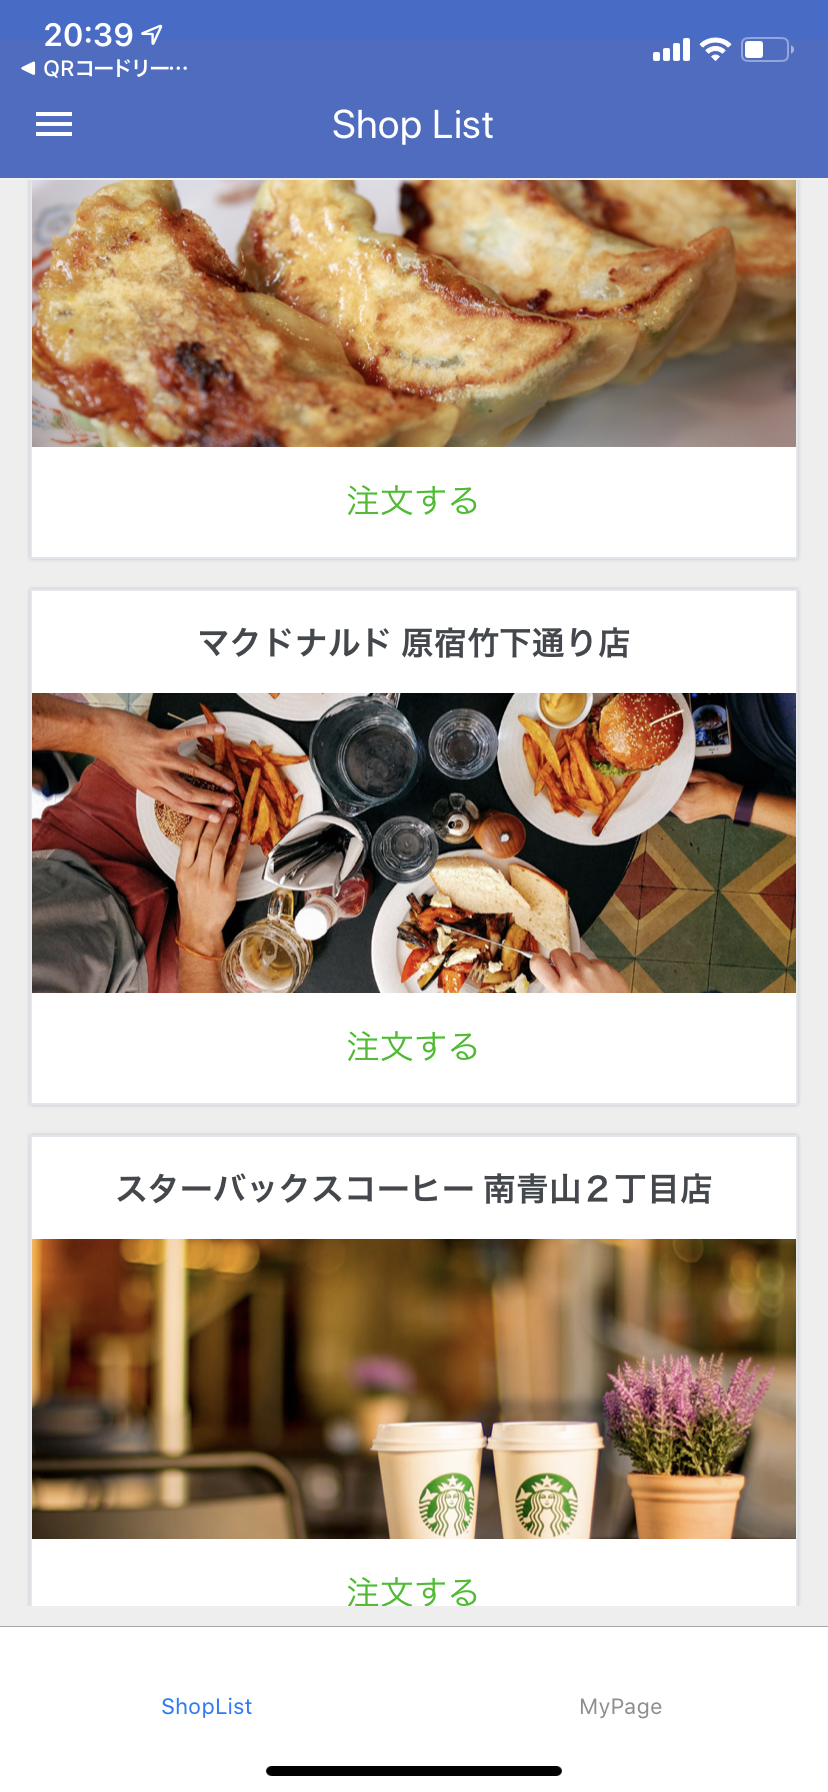 20:39
◀ QRコードリー…
Shop List
注文する
マクドナルド 原宿竹下通り店
注文する
スターバックスコーヒー 南青山２丁目店
注文する
ShopList
MyPage